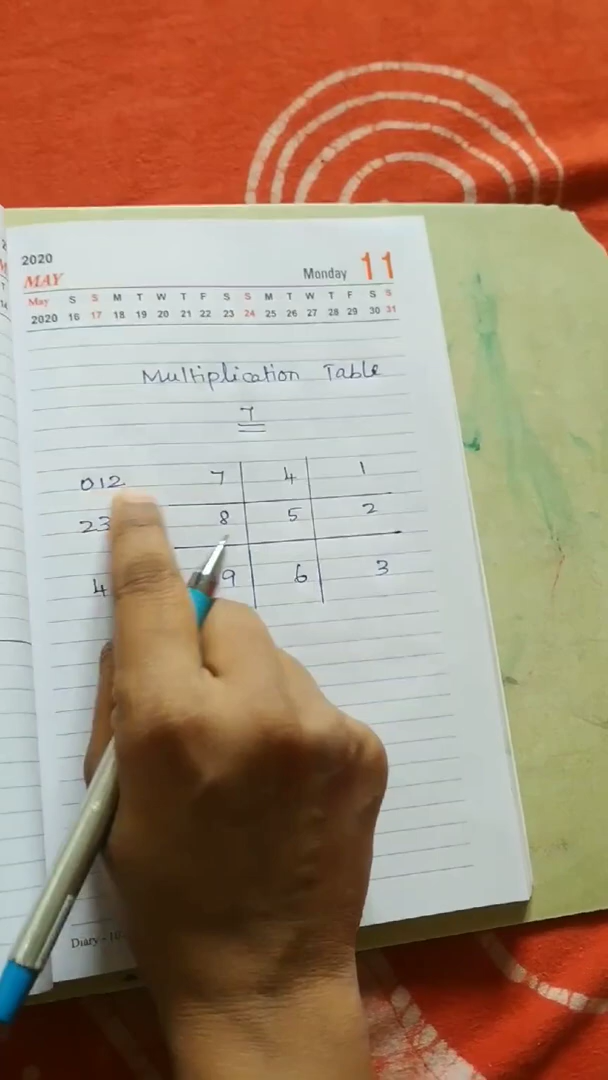 2020
MAY
Monday 11
May S S M T W T F S S M T W T F S S
2020 16 17 18 19 20 21 22 23 24 25 26 27 28 29 30 31
Multiplication Table
7
012 7 4 1
23 8 5 2
4 9 6 3